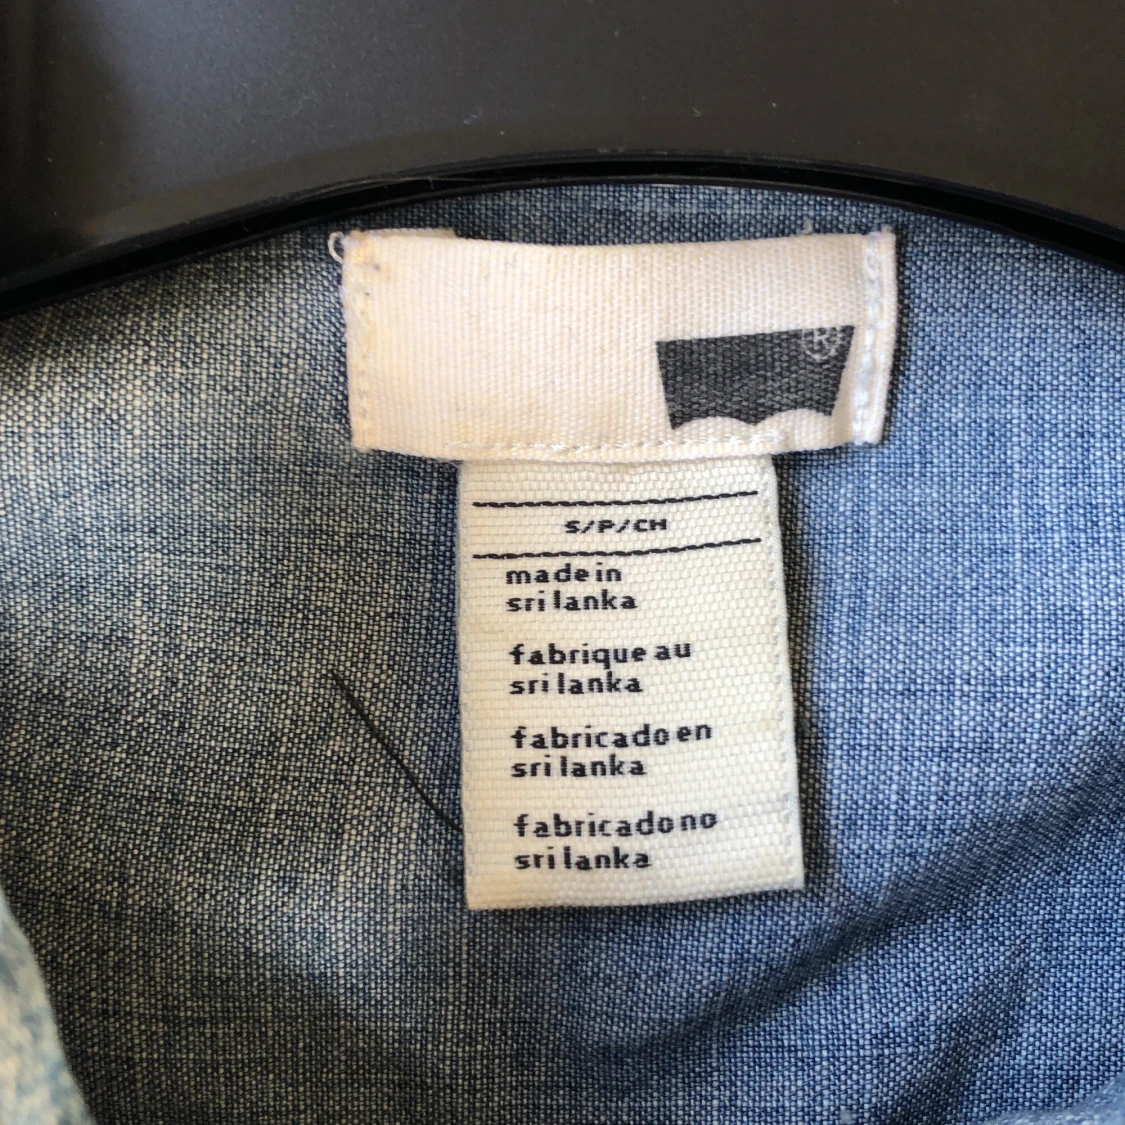 ®
S/P/CH
made in
sri lanka
fabrique au
sri lanka
fabricado en
sri lanka
fabricado no
sri lanka